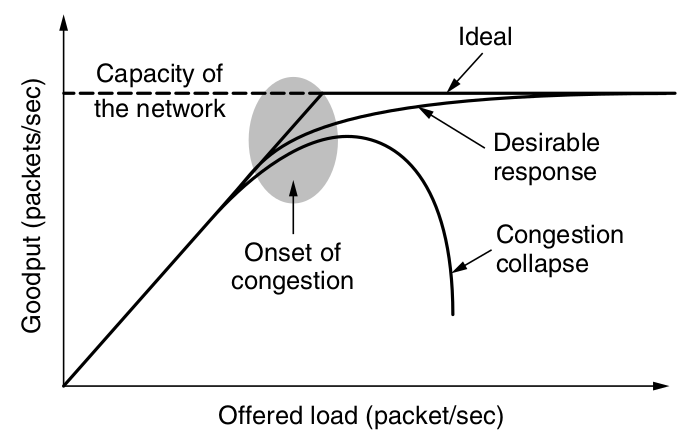 Ideal
Capacity of
the network
Desirable
response
Onset of
congestion
Congestion
collapse
Goodput (packets/sec)
Offered load (packet/sec)